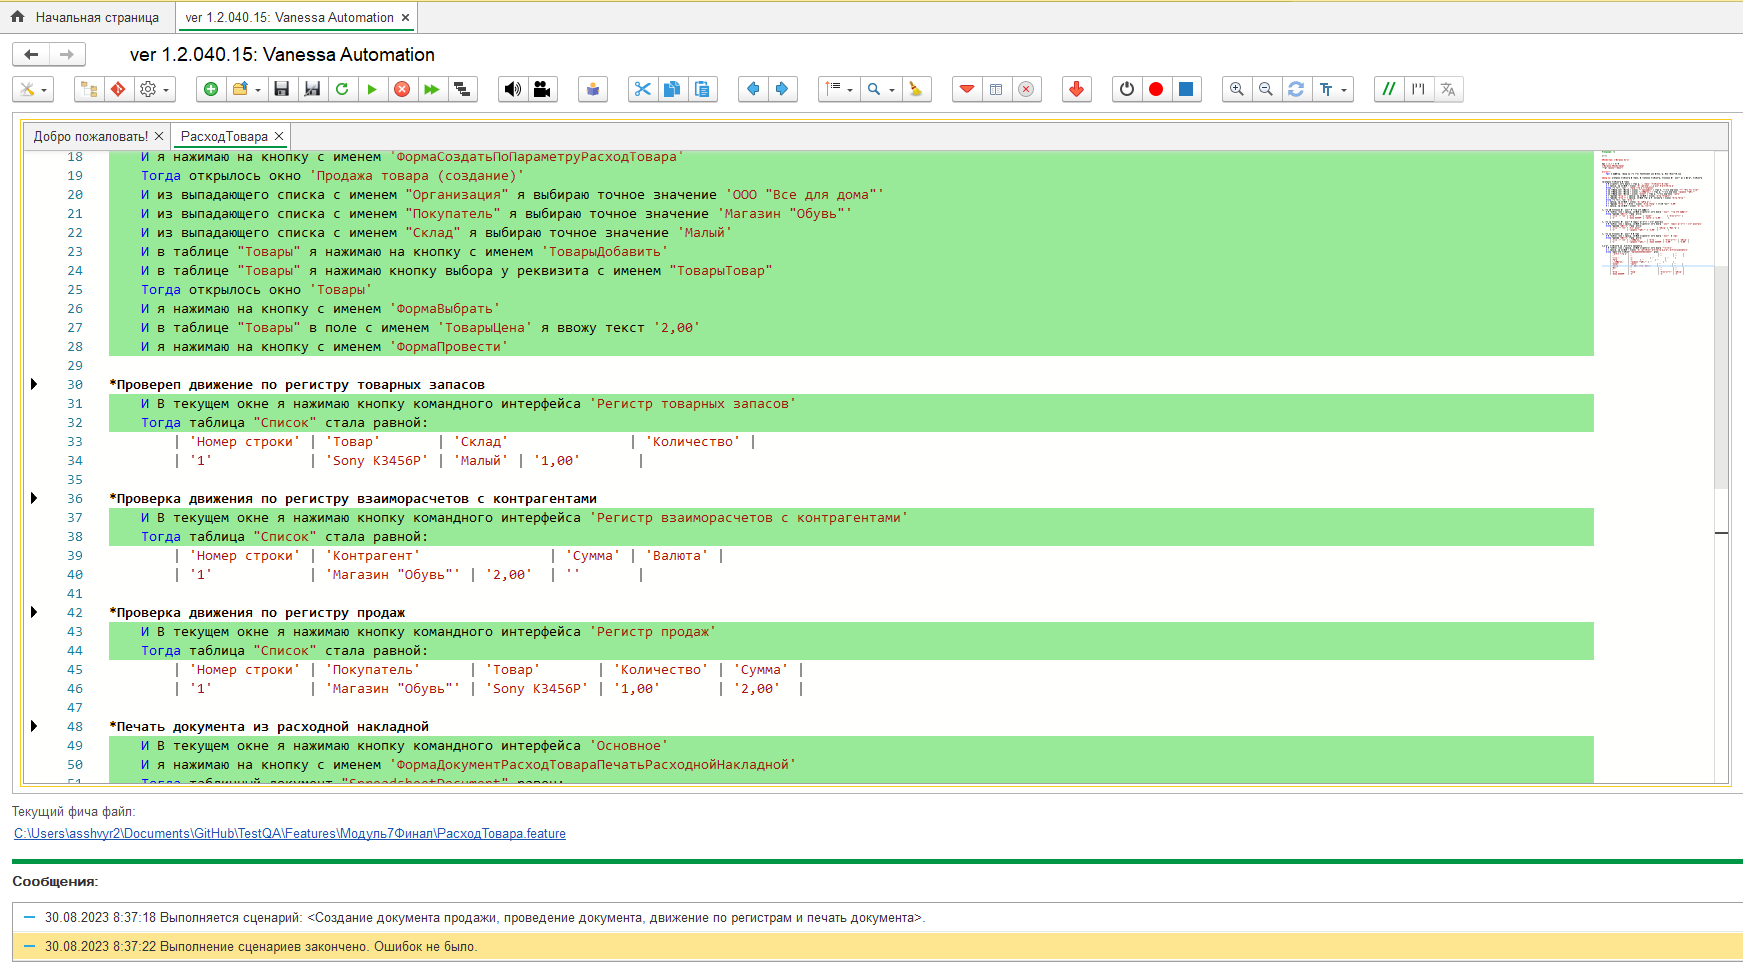 Начальная страница
ver 1.2.040.15: Vanessa Automation ×
ver 1.2.040.15: Vanessa Automation
Добро пожаловать! ×
РасходТовара ×
18 И я нажимаю на кнопку с именем 'ФормаСоздатьПоПараметруРасходТовара'
19 Тогда открылось окно 'Продажа товара (создание)'
20 И из выпадающего списка с именем "Организация" я выбираю точное значение 'ООО "Все для дома"'
21 И из выпадающего списка с именем "Покупатель" я выбираю точное значение 'Магазин "Обувь"'
22 И из выпадающего списка с именем "Склад" я выбираю точное значение 'Малый'
23 И в таблице "Товары" я нажимаю на кнопку с именем 'ТоварыДобавить'
24 И в таблице "Товары" я нажимаю кнопку выбора у реквизита с именем "ТоварыТовар"
25 Тогда открылось окно 'Товары'
26 И я нажимаю на кнопку с именем 'ФормаВыбрать'
27 И в таблице "Товары" в поле с именем 'ТоварыЦена' я ввожу текст '2,00'
28 И я нажимаю на кнопку с именем 'ФормаПровести'
29
30 *Провереп движение по регистру товарных запасов
31 И В текущем окне я нажимаю кнопку командного интерфейса 'Регистр товарных запасов'
32 Тогда таблица "Список" стала равной:
33 | 'Номер строки' | 'Товар' | 'Склад' | 'Количество' |
34 | '1' | 'Sony К3456P' | 'Малый' | '1,00' |
35
36 *Проверка движения по регистру взаиморасчетов с контрагентами
37 И В текущем окне я нажимаю кнопку командного интерфейса 'Регистр взаиморасчетов с контрагентами'
38 Тогда таблица "Список" стала равной:
39 | 'Номер строки' | 'Контрагент' | 'Сумма' | 'Валюта' |
40 | '1' | 'Магазин "Обувь"' | '2,00' | '' |
41
42 *Проверка движения по регистру продаж
43 И В текущем окне я нажимаю кнопку командного интерфейса 'Регистр продаж'
44 Тогда таблица "Список" стала равной:
45 | 'Номер строки' | 'Покупатель' | 'Товар' | 'Количество' | 'Сумма' |
46 | '1' | 'Магазин "Обувь"' | 'Sony К3456P' | '1,00' | '2,00' |
47
48 *Печать документа из расходной накладной
49 И В текущем окне я нажимаю кнопку командного интерфейса 'Основное'
50 И я нажимаю на кнопку с именем 'ФормаДокументРасходТовараПечатьРасходнойНакладной'
51 Тогда табличный документ "SpreadsheetDocument" равен:
Текущий фича файл:
C:\Users\asshvyr2\Documents\GitHub\TestQA\Features\Модуль7Финал\РасходТовара.feature
Сообщения:
30.08.2023 8:37:18 Выполняется сценарий: <Создание документа продажи, проведение документа, движение по регистрам и печать документа>.
30.08.2023 8:37:22 Выполнение сценариев закончено. Ошибок не было.